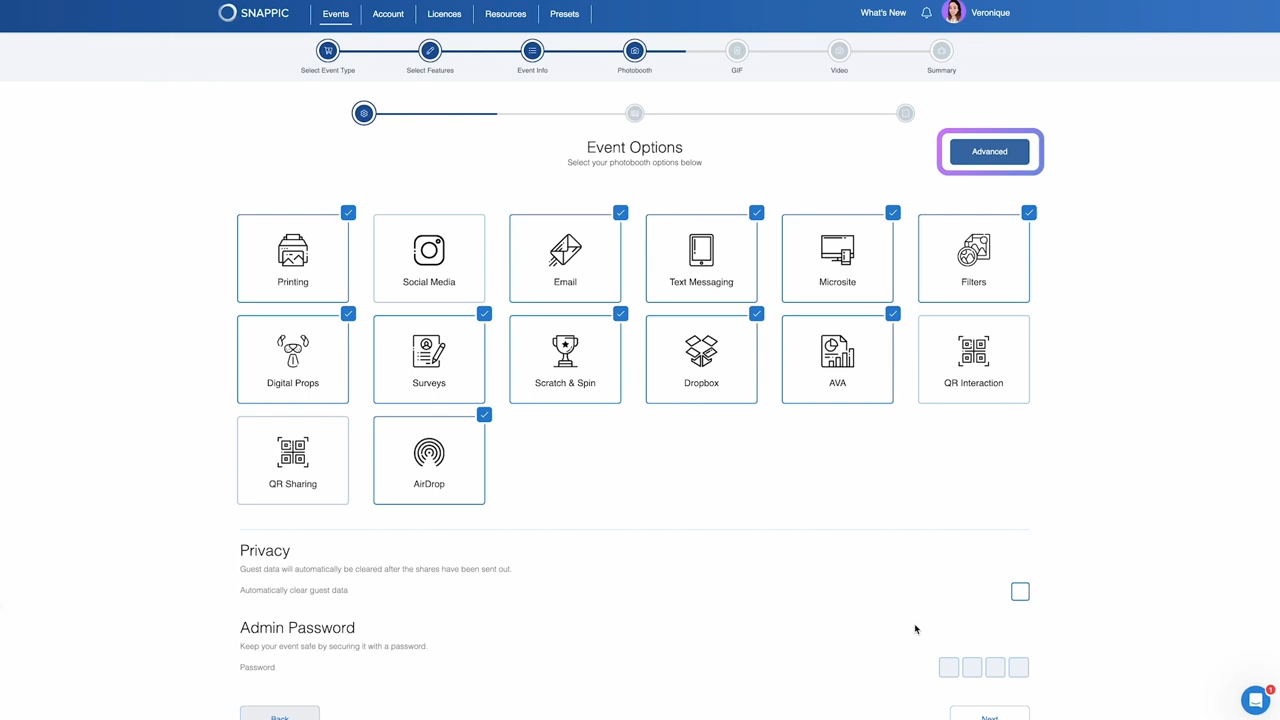 SNAPPIC
Events
Account
Licences
Resources
Presets
What's New
Veronique
Select Event Type
Select Features
Event Info
Photobooth
GIF
Video
Summary
Event Options
Select your photobooth options below
Advanced
Printing
Social Media
Email
Text Messaging
Microsite
Filters
Digital Props
Surveys
Scratch & Spin
Dropbox
AVA
QR Interaction
QR Sharing
AirDrop
Privacy
Guest data will automatically be cleared after the shares have been sent out.
Automatically clear guest data
Admin Password
Keep your event safe by securing it with a password.
Password
Back
Next
1